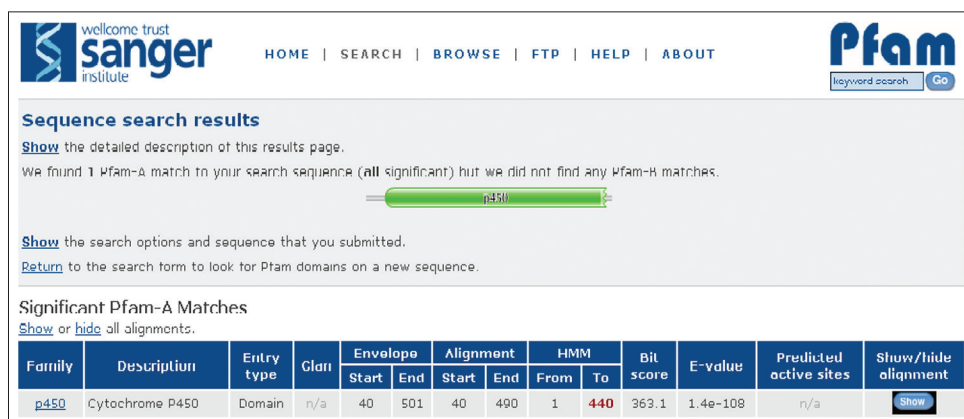 wellcome trust
sanger
institute
HOME | SEARCH | BROWSE | FTP | HELP | ABOUT
Pfam
keyword search Go
Sequence search results
Show the detailed description of this results page.
We found 1 Pfam-A match to your search sequence (all significant) but we did not find any Pfam-B matches.
p450
Show the search options and sequence that you submitted.
Return to the search form to look for Pfam domains on a new sequence.
Significant Pfam-A Matches
Show or hide all alignments.
Family Description Entry type Clan Envelope Alignment HMM Bit score E-value Predicted active sites Show/hide alignment
Start End Start End From To
p450 Cytochrome P450 Domain n/a 40 501 40 490 1 440 363.1 1.4e-108 n/a Show